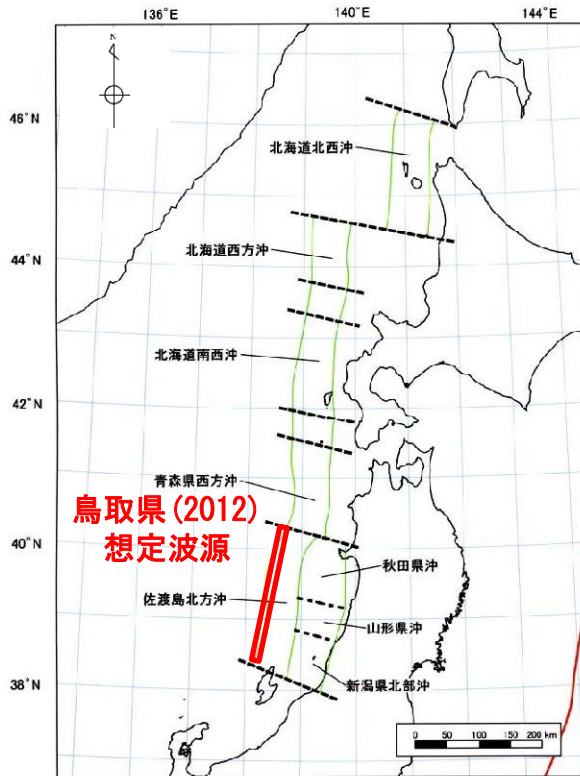 136°E
140°E
144°E
N
46°N
北海道北西沖
北海道西方沖
44°N
北海道南西沖
42°N
青森県西方沖
鳥取県(2012)
想定波源
40°N
秋田県沖
佐渡島北方沖
山形県沖
新潟県北部沖
38°N
0 50 100 150 200 km